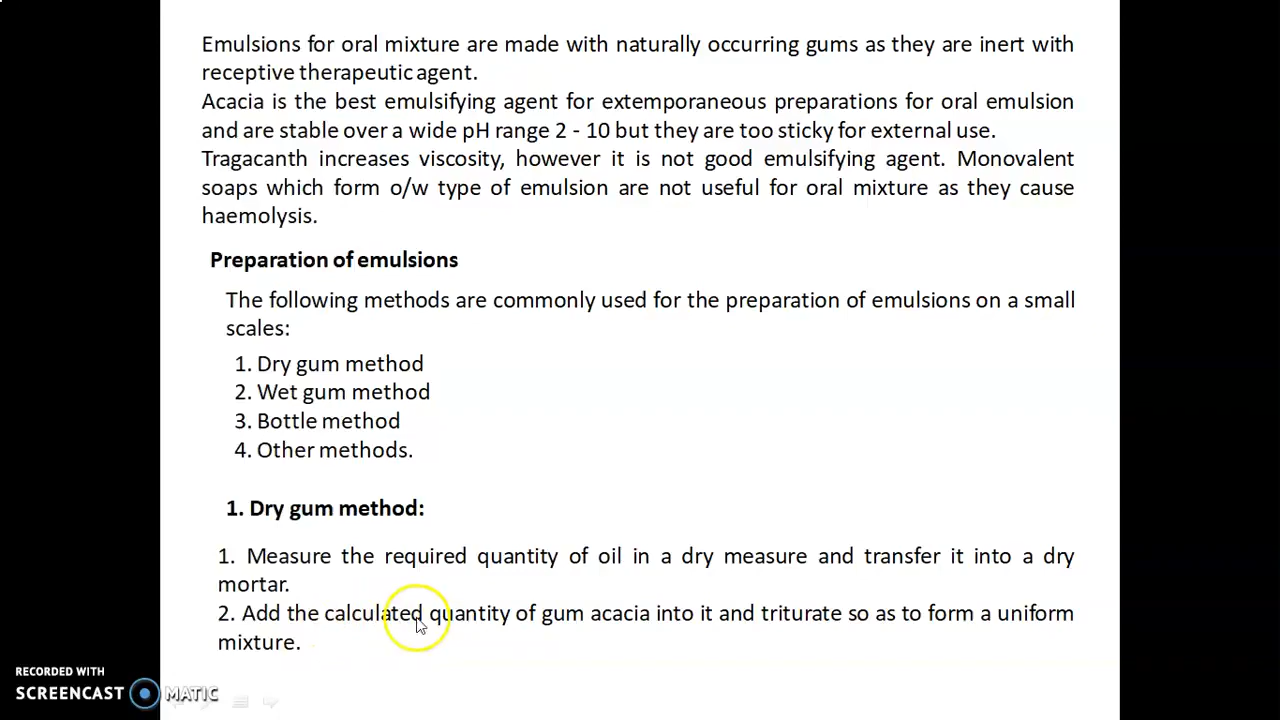 Emulsions for oral mixture are made with naturally occurring gums as they are inert with
receptive therapeutic agent.
Acacia is the best emulsifying agent for extemporaneous preparations for oral emulsion
and are stable over a wide pH range 2 - 10 but they are too sticky for external use.
Tragacanth increases viscosity, however it is not good emulsifying agent. Monovalent
soaps which form o/w type of emulsion are not useful for oral mixture as they cause
haemolysis.
Preparation of emulsions
The following methods are commonly used for the preparation of emulsions on a small
scales:
1. Dry gum method
2. Wet gum method
3. Bottle method
4. Other methods.
1. Dry gum method:
1. Measure the required quantity of oil in a dry measure and transfer it into a dry
mortar.
2. Add the calculated quantity of gum acacia into it and triturate so as to form a uniform
mixture.
RECORDED WITH
SCREENCAST MATIC